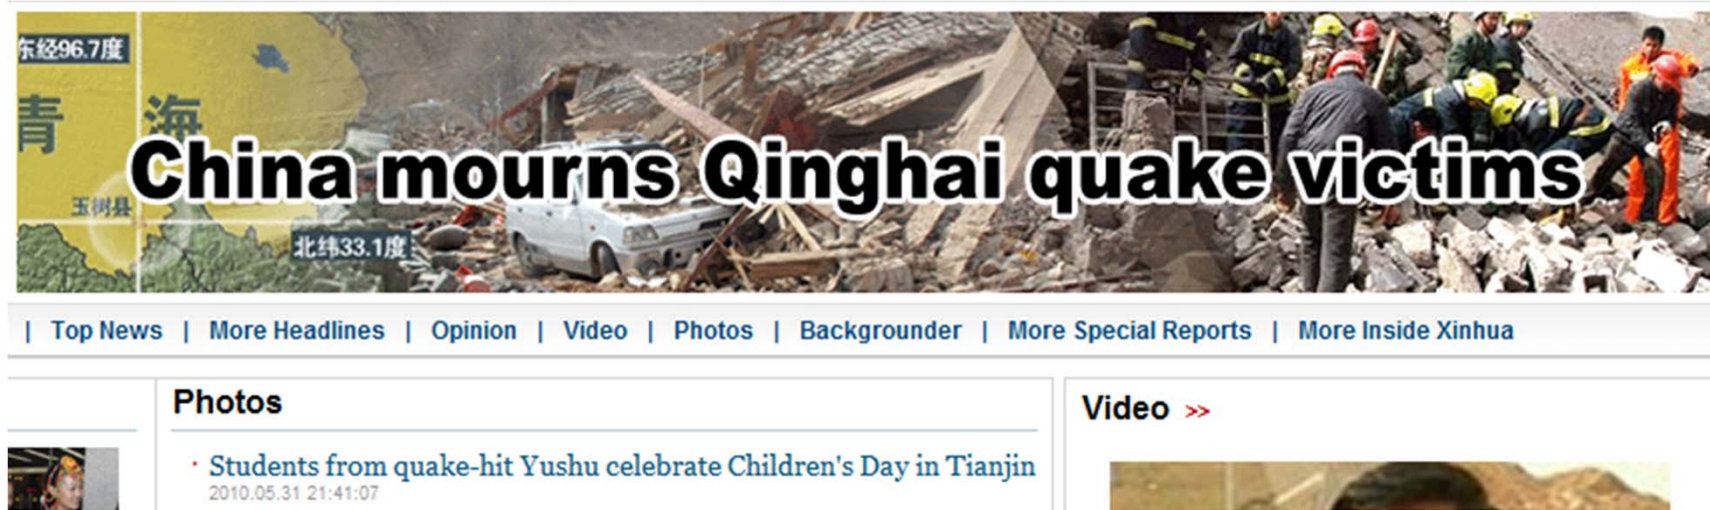 东经96.7度
青海
China mourns Qinghai quake victims
玉树县
北纬33.1度
| Top News | More Headlines | Opinion | Video | Photos | Backgrounder | More Special Reports | More Inside Xinhua
Photos
Video >>
· Students from quake-hit Yushu celebrate Children's Day in Tianjin
2010.05.31 21:41:07